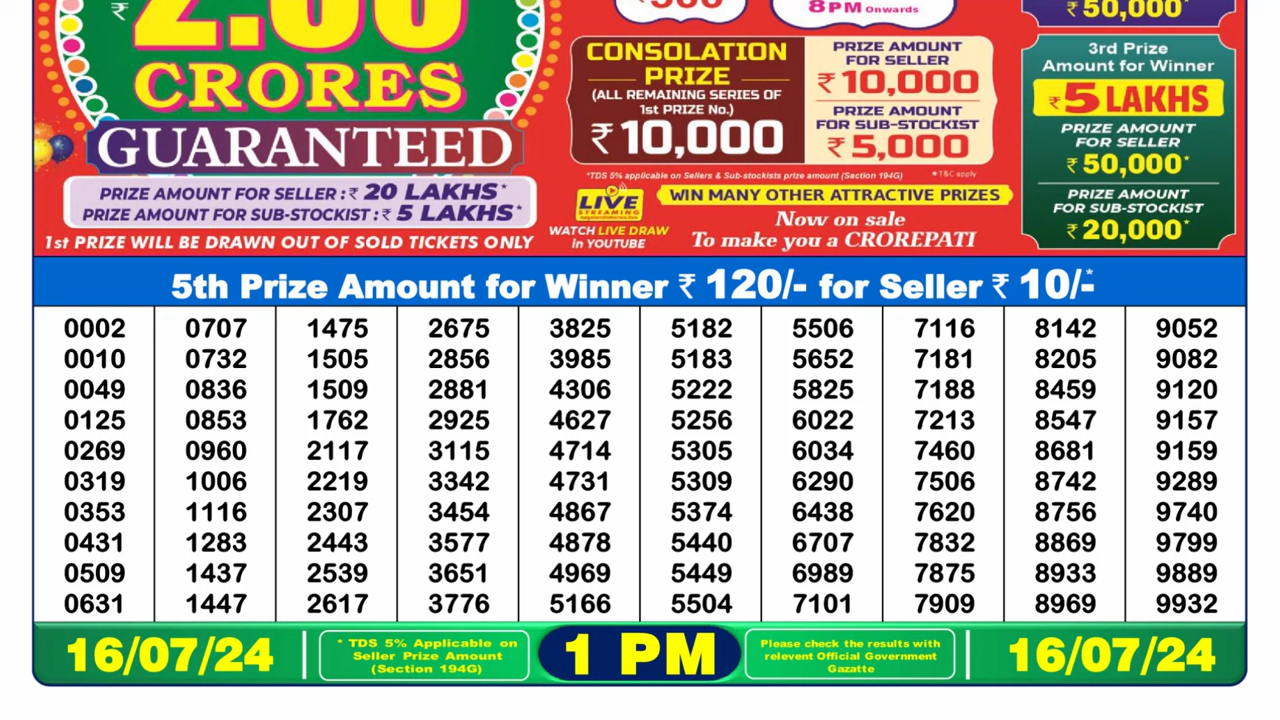 ₹
CRORES
GUARANTEED
PRIZE AMOUNT FOR SELLER : ₹ 20 LAKHS*
PRIZE AMOUNT FOR SUB-STOCKIST : ₹ 5 LAKHS*
1st PRIZE WILL BE DRAWN OUT OF SOLD TICKETS ONLY
8 PM Onwards
CONSOLATION
PRIZE
(ALL REMAINING SERIES OF
1st PRIZE No.)
₹ 10,000
PRIZE AMOUNT
FOR SELLER
₹ 10,000
PRIZE AMOUNT
FOR SUB-STOCKIST
₹ 5,000
*TDS 5% applicable on Sellers & Sub-stockists prize amount (Section 194G)
*T&C apply
LIVE
STREAMING
WATCH LIVE DRAW
in YOUTUBE
WIN MANY OTHER ATTRACTIVE PRIZES
Now on sale
To make you a CROREPATI
₹ 50,000*
3rd Prize
Amount for Winner
₹ 5 LAKHS
PRIZE AMOUNT
FOR SELLER
₹ 50,000*
PRIZE AMOUNT
FOR SUB-STOCKIST
₹ 20,000*
5th Prize Amount for Winner ₹ 120/- for Seller ₹ 10/-*
0002 0707 1475 2675 3825 5182 5506 7116 8142 9052
0010 0732 1505 2856 3985 5183 5652 7181 8205 9082
0049 0836 1509 2881 4306 5222 5825 7188 8459 9120
0125 0853 1762 2925 4627 5256 6022 7213 8547 9157
0269 0960 2117 3115 4714 5305 6034 7460 8681 9159
0319 1006 2219 3342 4731 5309 6290 7506 8742 9289
0353 1116 2307 3454 4867 5374 6438 7620 8756 9740
0431 1283 2443 3577 4878 5440 6707 7832 8869 9799
0509 1437 2539 3651 4969 5449 6989 7875 8933 9889
0631 1447 2617 3776 5166 5504 7101 7909 8969 9932
16/07/24
* TDS 5% Applicable on
Seller Prize Amount
(Section 194G)
1 PM
Please check the results with
relevent Official Government
Gazatte
16/07/24